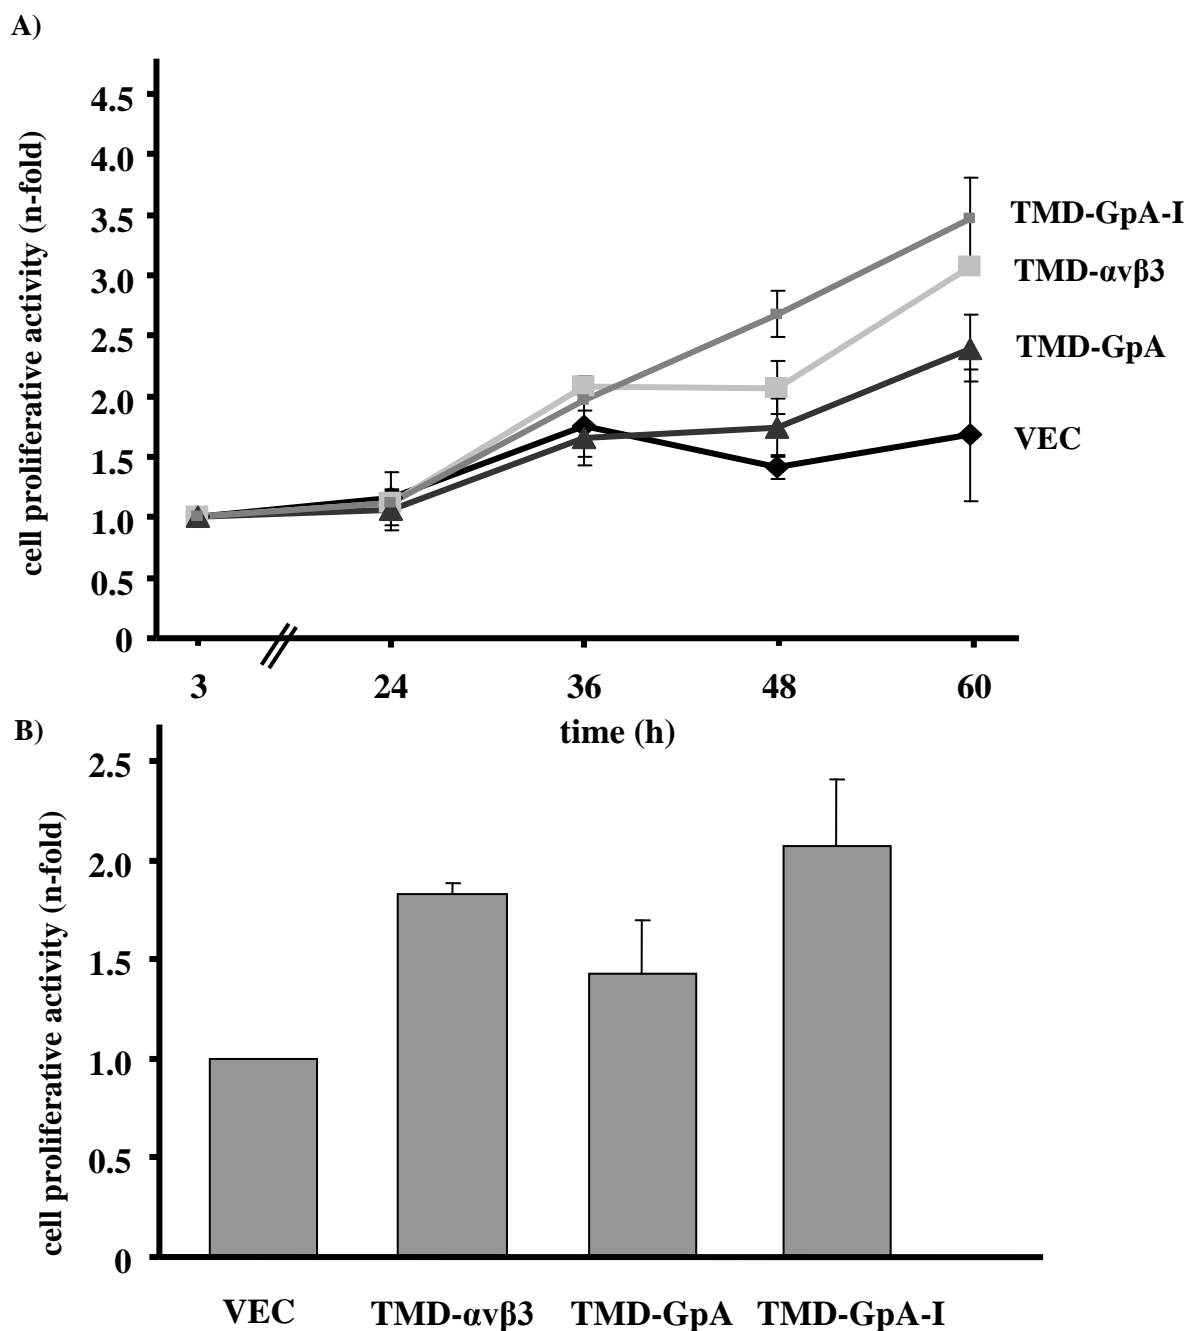 A)
cell proliferative activity (n-fold)
4.5
4.0
3.5
3.0
2.5
2.0
1.5
1.0
0.5
0
TMD-GpA-I
TMD-αvβ3
TMD-GpA
VEC
3 24 36 48 60
time (h)
B)
cell proliferative activity (n-fold)
2.5
2.0
1.5
1.0
0.5
0
VEC TMD-αvβ3 TMD-GpA TMD-GpA-I